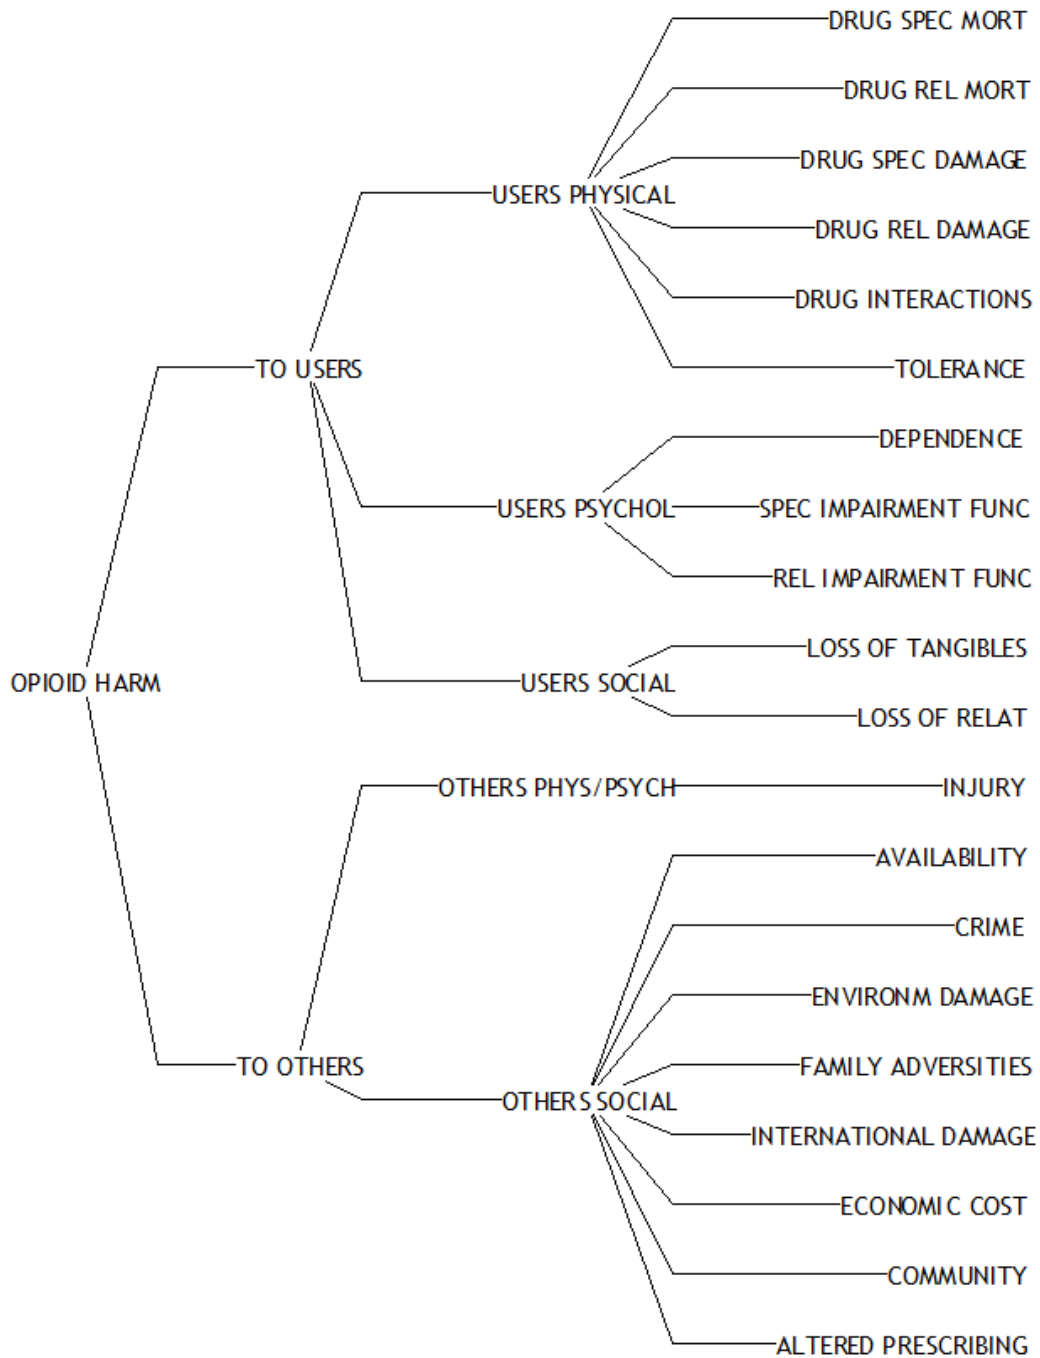 DRUG SPEC MORT
DRUG REL MORT
DRUG SPEC DAMAGE
USERS PHYSICAL
DRUG REL DAMAGE
DRUG INTERACTIONS
TO USERS
TOLERANCE
DEPENDENCE
USERS PSYCHOL
SPEC IMPAIRMENT FUNC
REL IMPAIRMENT FUNC
LOSS OF TANGIBLES
OPIOID HARM
USERS SOCIAL
LOSS OF RELAT
OTHERS PHYS/PSYCH
INJURY
AVAILABILITY
CRIME
ENVIRONM DAMAGE
TO OTHERS
FAMILY ADVERSITIES
OTHERS SOCIAL
INTERNATIONAL DAMAGE
ECONOMIC COST
COMMUNITY
ALTERED PRESCRIBING